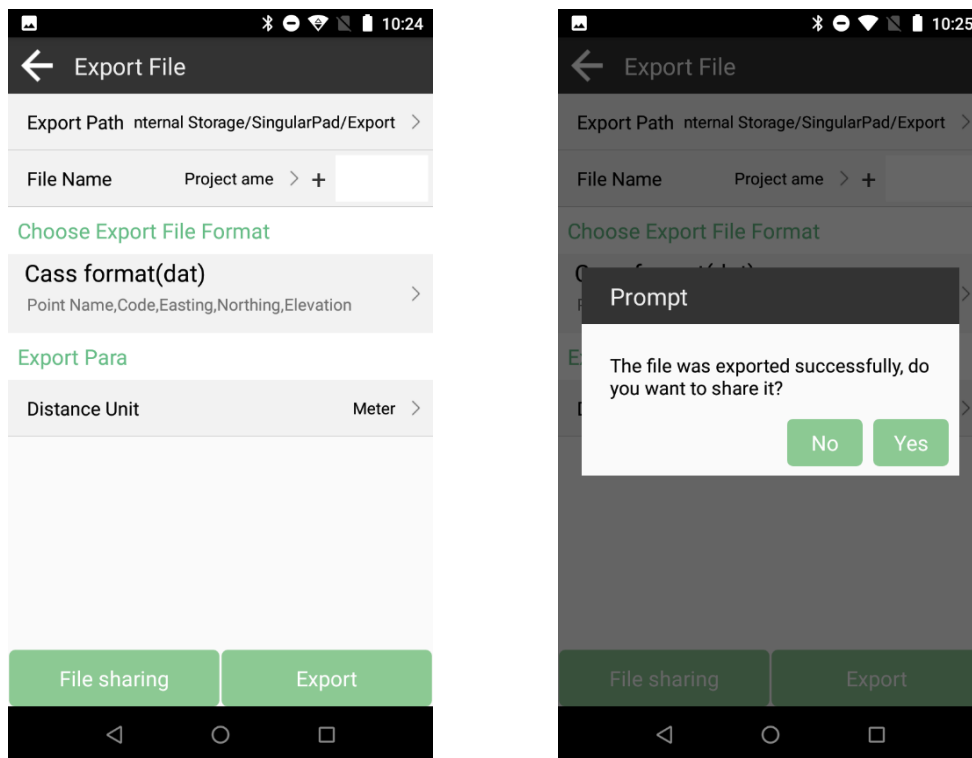 10:24
Export File
Export Path nternal Storage/SingularPad/Export
File Name Project ame +
Choose Export File Format
Cass format(dat)
Point Name,Code,Easting,Northing,Elevation
Export Para
Distance Unit Meter
File sharing Export
10:25
Export File
Export Path nternal Storage/SingularPad/Export
File Name Project ame +
Choose Export File Format
Prompt
The file was exported successfully, do
you want to share it?
No Yes
File sharing Export